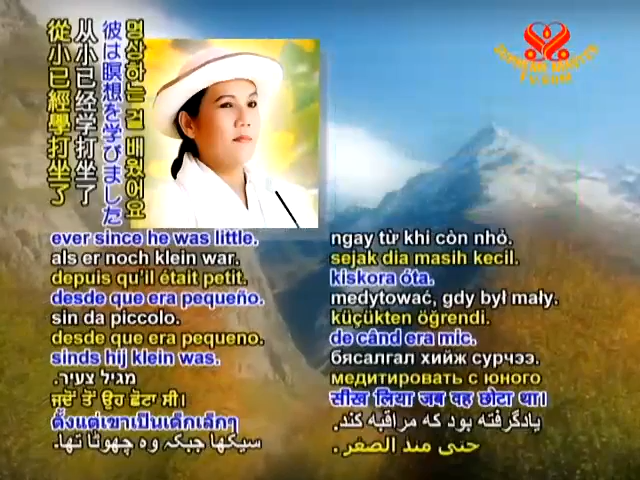 SUPREME MASTER
TV.COM
명상하는 걸 배웠어요
彼は瞑想を学びました
从小已经学打坐了
從小已經學打坐了
ever since he was little.
als er noch klein war.
depuis qu'il était petit.
desde que era pequeño.
sin da piccolo.
desde que era pequeno.
sinds hij klein was.
מגיל צעיר.
ਜਦੋਂ ਤੋਂ ਉਹ ਛੋਟਾ ਸੀ।
ตั้งแต่เขาเป็นเด็กเล็กๆ
سیکھا جبکہ وہ چھوٹا تھا۔
ngay từ khi còn nhỏ.
sejak dia masih kecil.
kiskora óta.
medytować, gdy był mały.
küçükten öğrendi.
de când era mic.
бясалгал хийж сурчээ.
медитировать с юного
सीख लिया जब वह छोटा था।
یادگرفته بود که مراقبه کند.
حتى منذ الصغر.